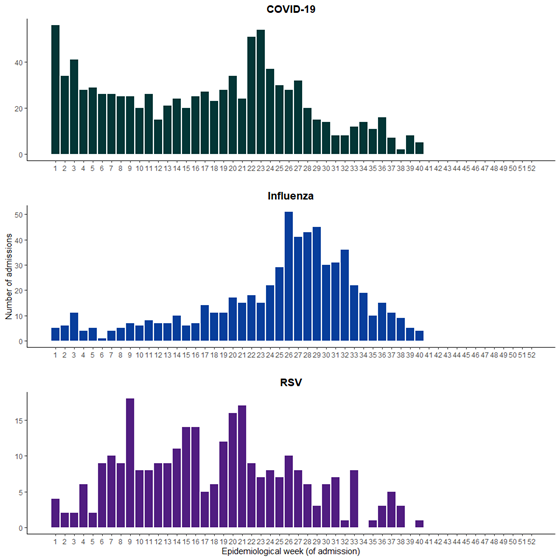 COVID-19
40
20
0
1 2 3 4 5 6 7 8 9 10 11 12 13 14 15 16 17 18 19 20 21 22 23 24 25 26 27 28 29 30 31 32 33 34 35 36 37 38 39 40 41 42 43 44 45 46 47 48 49 50 51 52
Influenza
Number of admissions
50
40
30
20
10
0
1 2 3 4 5 6 7 8 9 10 11 12 13 14 15 16 17 18 19 20 21 22 23 24 25 26 27 28 29 30 31 32 33 34 35 36 37 38 39 40 41 42 43 44 45 46 47 48 49 50 51 52
RSV
15
10
5
0
1 2 3 4 5 6 7 8 9 10 11 12 13 14 15 16 17 18 19 20 21 22 23 24 25 26 27 28 29 30 31 32 33 34 35 36 37 38 39 40 41 42 43 44 45 46 47 48 49 50 51 52
Epidemiological week (of admission)